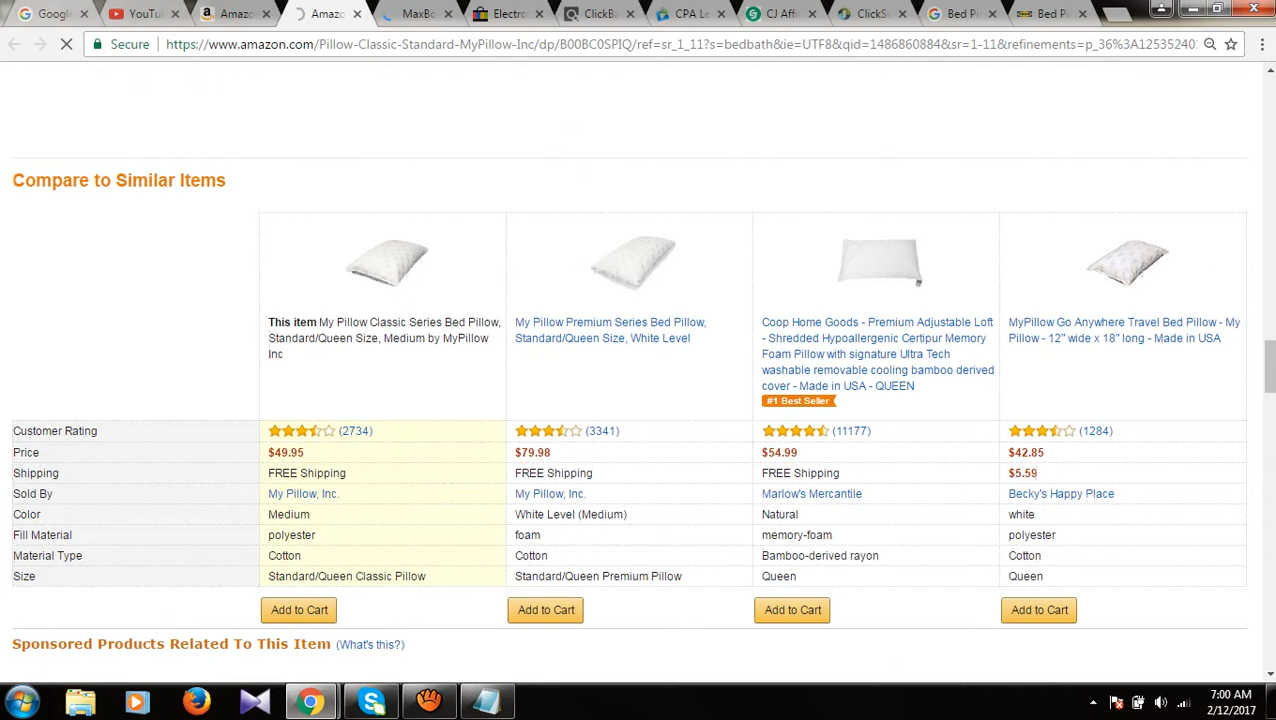 Google
YouTu
Amazo
Amazo
MaxBo
Electro
ClickB
CPA Le
CJ Affi
ClickS
Bed P
Bed Pi
Secure
https://www.amazon.com/Pillow-Classic-Standard-MyPillow-Inc/dp/B00BC0SPIQ/ref=sr_1_11?s=bedbath&ie=UTF8&qid=1486860884&sr=1-11&refinements=p_36%3A12535240
Compare to Similar Items
This item My Pillow Classic Series Bed Pillow,
Standard/Queen Size, Medium by MyPillow
Inc
My Pillow Premium Series Bed Pillow,
Standard/Queen Size, White Level
Coop Home Goods - Premium Adjustable Loft
- Shredded Hypoallergenic Certipur Memory
Foam Pillow with signature Ultra Tech
washable removable cooling bamboo derived
cover - Made in USA - QUEEN
#1 Best Seller
MyPillow Go Anywhere Travel Bed Pillow - My
Pillow - 12" wide x 18" long - Made in USA
Customer Rating (2734) (3341) (11177) (1284)
Price $49.95 $79.98 $54.99 $42.85
Shipping FREE Shipping FREE Shipping FREE Shipping $5.59
Sold By My Pillow, Inc. My Pillow, Inc. Marlow's Mercantile Becky's Happy Place
Color Medium White Level (Medium) Natural white
Fill Material polyester foam memory-foam polyester
Material Type Cotton Cotton Bamboo-derived rayon Cotton
Size Standard/Queen Classic Pillow Standard/Queen Premium Pillow Queen Queen
Add to Cart Add to Cart Add to Cart Add to Cart
Sponsored Products Related To This Item (What's this?)
7:00 AM
2/12/2017